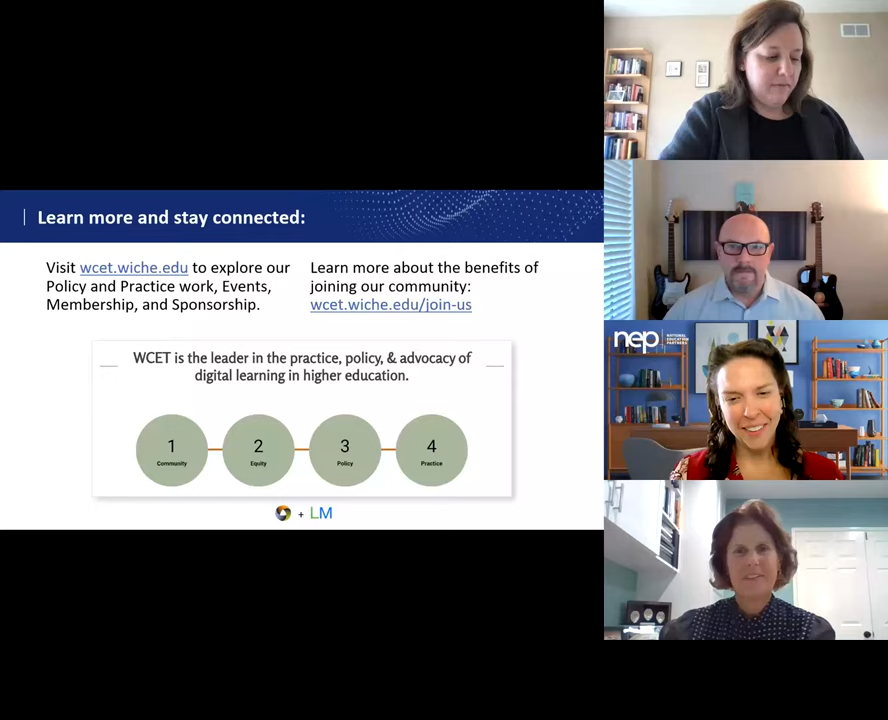 Learn more and stay connected:
Visit wcet.wiche.edu to explore our
Policy and Practice work, Events,
Membership, and Sponsorship.
Learn more about the benefits of
joining our community:
wcet.wiche.edu/join-us
WCET is the leader in the practice, policy, & advocacy of
digital learning in higher education.
1
Community
2
Equity
3
Policy
4
Practice
+ LM
nep
NATIONAL
EDUCATION
PARTNERS